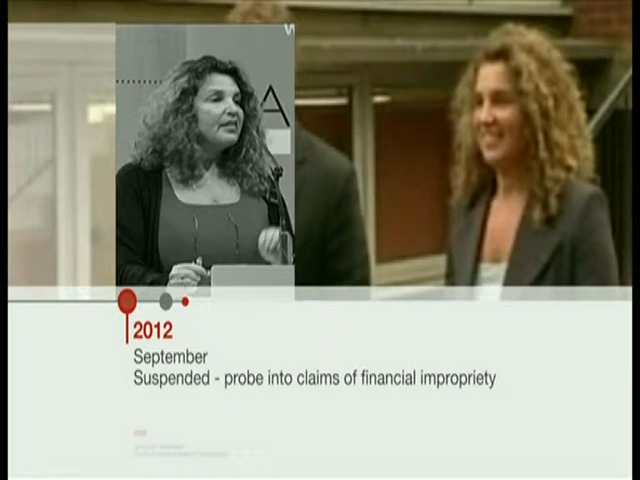 A
2012
September
Suspended - probe into claims of financial impropriety